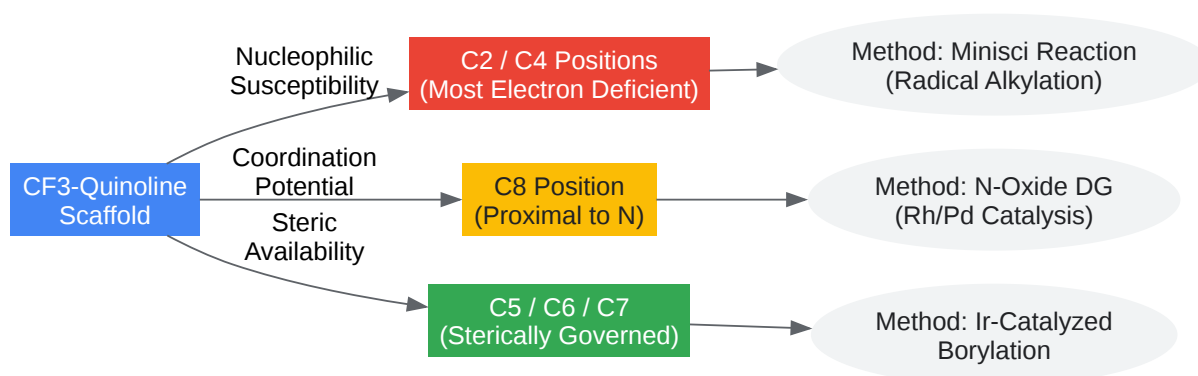 Nucleophilic
Susceptibility
C2 / C4 Positions
(Most Electron Deficient)
Method: Minisci Reaction
(Radical Alkylation)
CF3-Quinoline
Scaffold
Coordination
Potential
C8 Position
(Proximal to N)
Method: N-Oxide DG
(Rh/Pd Catalysis)
Steric
Availability
C5 / C6 / C7
(Sterically Governed)
Method: Ir-Catalyzed
Borylation